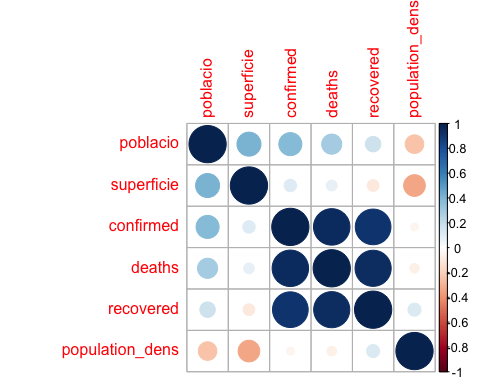 poblacio
superficie
confirmed
deaths
recovered
population_dens
poblacio
superficie
confirmed
deaths
recovered
population_dens
1
0.8
0.6
0.4
0.2
0
-0.2
-0.4
-0.6
-0.8
-1